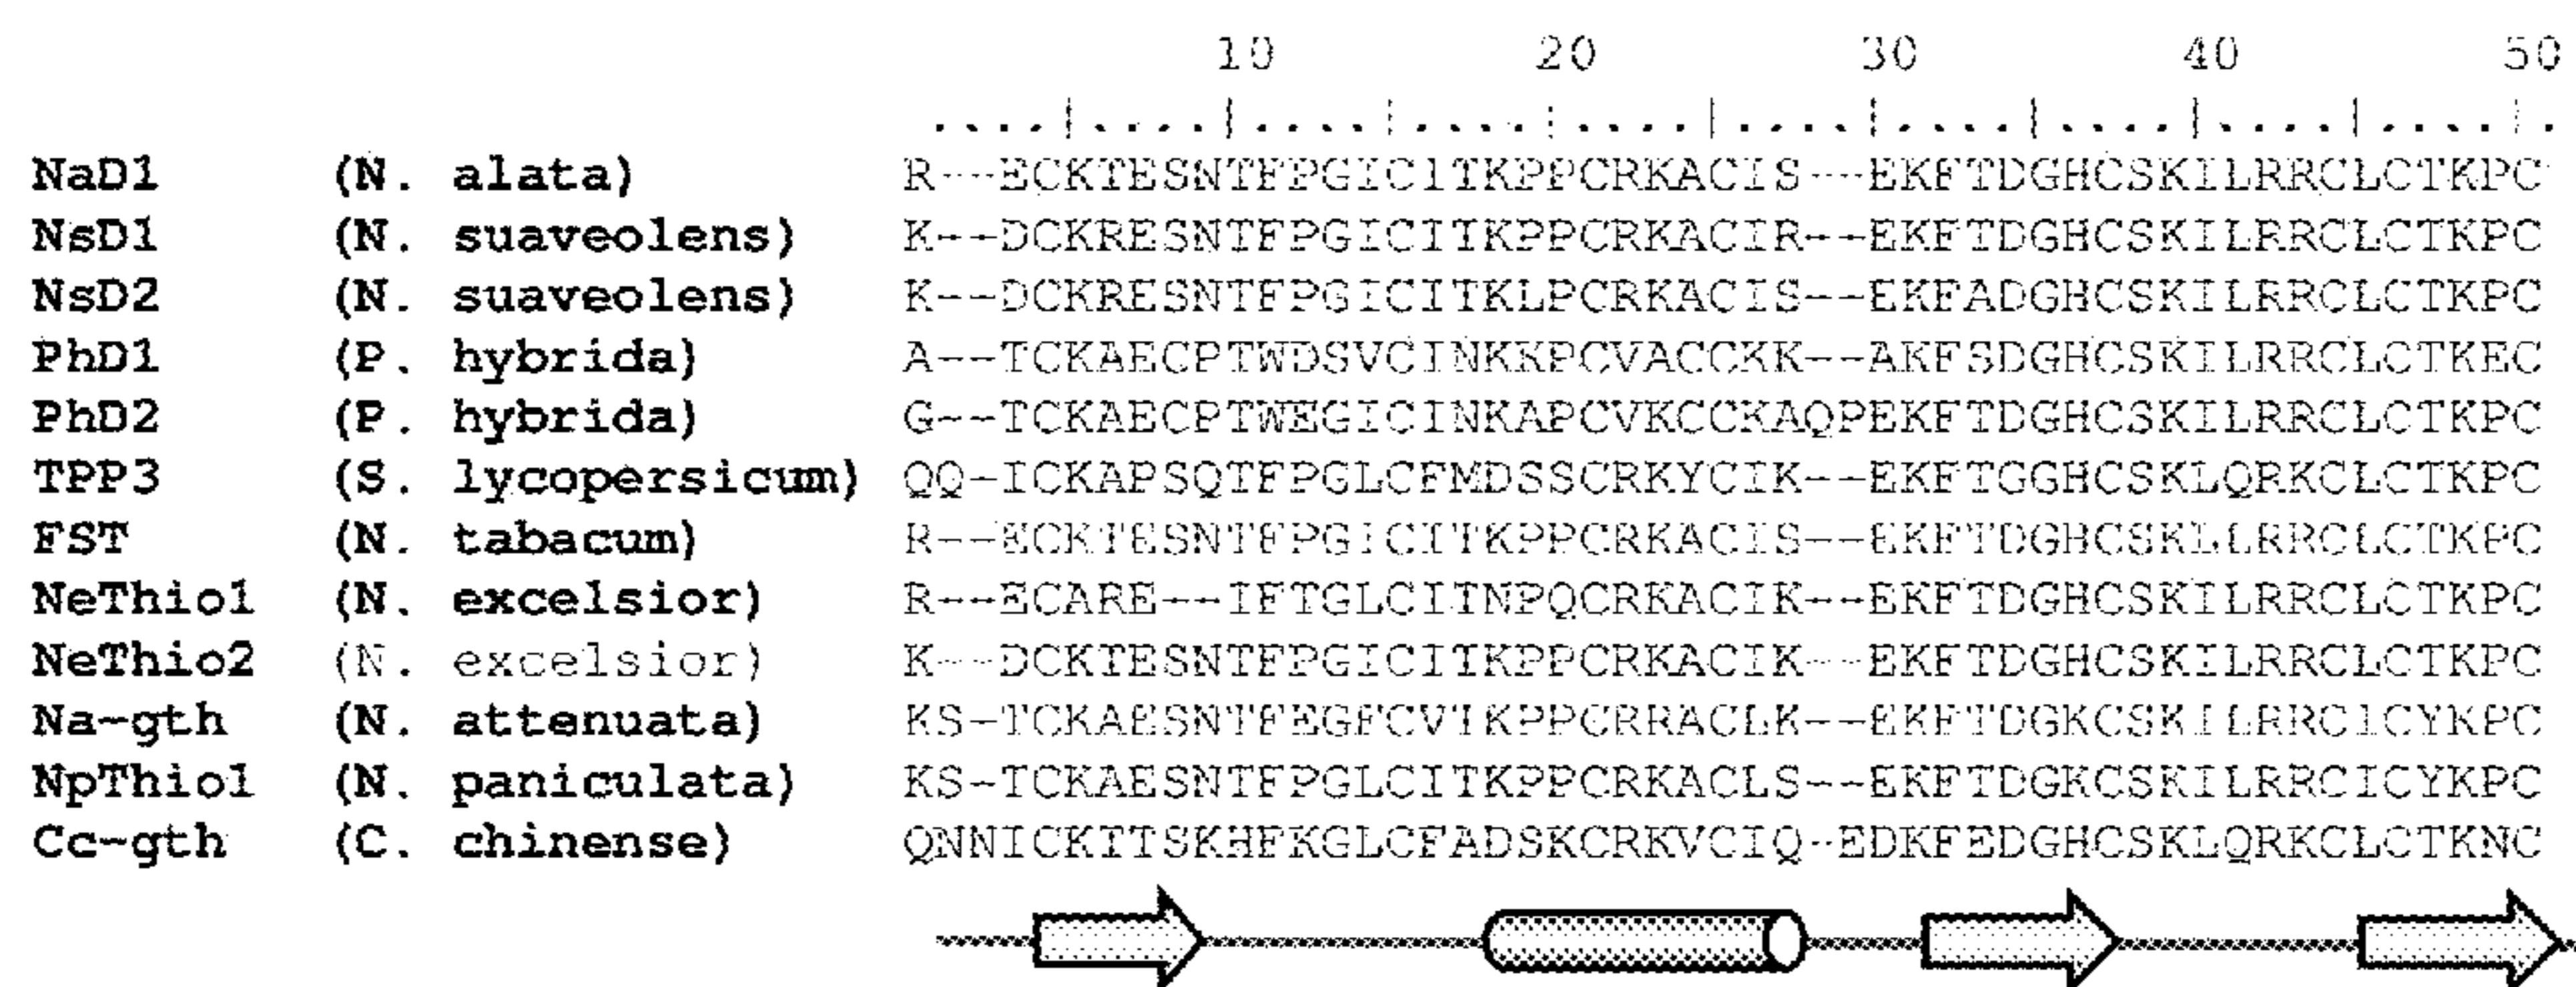 10 20 30 40 50
....|....|....|....|....|....|....|....|....|....|.
NaD1 (N. alata) R--ECKTESNTFPGICITKPPCRKACIS--EKFTDGHCSKILRRCLCTKPC
NsD1 (N. suaveolens) K--DCKRESNTFPGICITKPPCRKACIR--EKFTDGHCSKILRRCLCTKPC
NsD2 (N. suaveolens) K--DCKRESNTFPGICITKLPCRKACIS--EKFADGHCSKILRRCLCTKPC
PhD1 (P. hybrida) A--TCKAECPTWDSVCINKKPCVACCKK--AKFSDGHCSKILRRCLCTKEC
PhD2 (P. hybrida) G--TCKAECPTWEGICINKAPCVKCCKAQPEKFTDGHCSKILRRCLCTKPC
TPP3 (S. lycopersicum) QQ-ICKAPSQTFPGLCFMDSSCRKYCIK--EKFTGGHCSKLQRKCLCTKPC
FST (N. tabacum) R--ECKTESNTFPGICITKPPCRKACIS--EKFTDGHCSKLLRRCLCTKPC
NeThio1 (N. excelsior) R--ECARE--IFTGLCITNPQCRKACIK--EKFTDGHCSKILRRCLCTKPC
NeThio2 (N. excelsior) K--DCKTESNTFPGICITKPPCRKACIK--EKFTDGHCSKILRRCLCTKPC
Na-gth (N. attenuata) KS-TCKAESNTFEGFCVTKPPCRRACLK--EKFTDGKCSKILRRCICYKPC
NpThio1 (N. paniculata) KS-TCKAESNTFPGLCITKPPCRKACLS--EKFTDGKCSKILRRCICYKPC
Cc-gth (C. chinense) QNNICKTTSKHFKGLCFADSKCRKVCIQ-EDKFEDGHCSKLQRKCLCTKNC